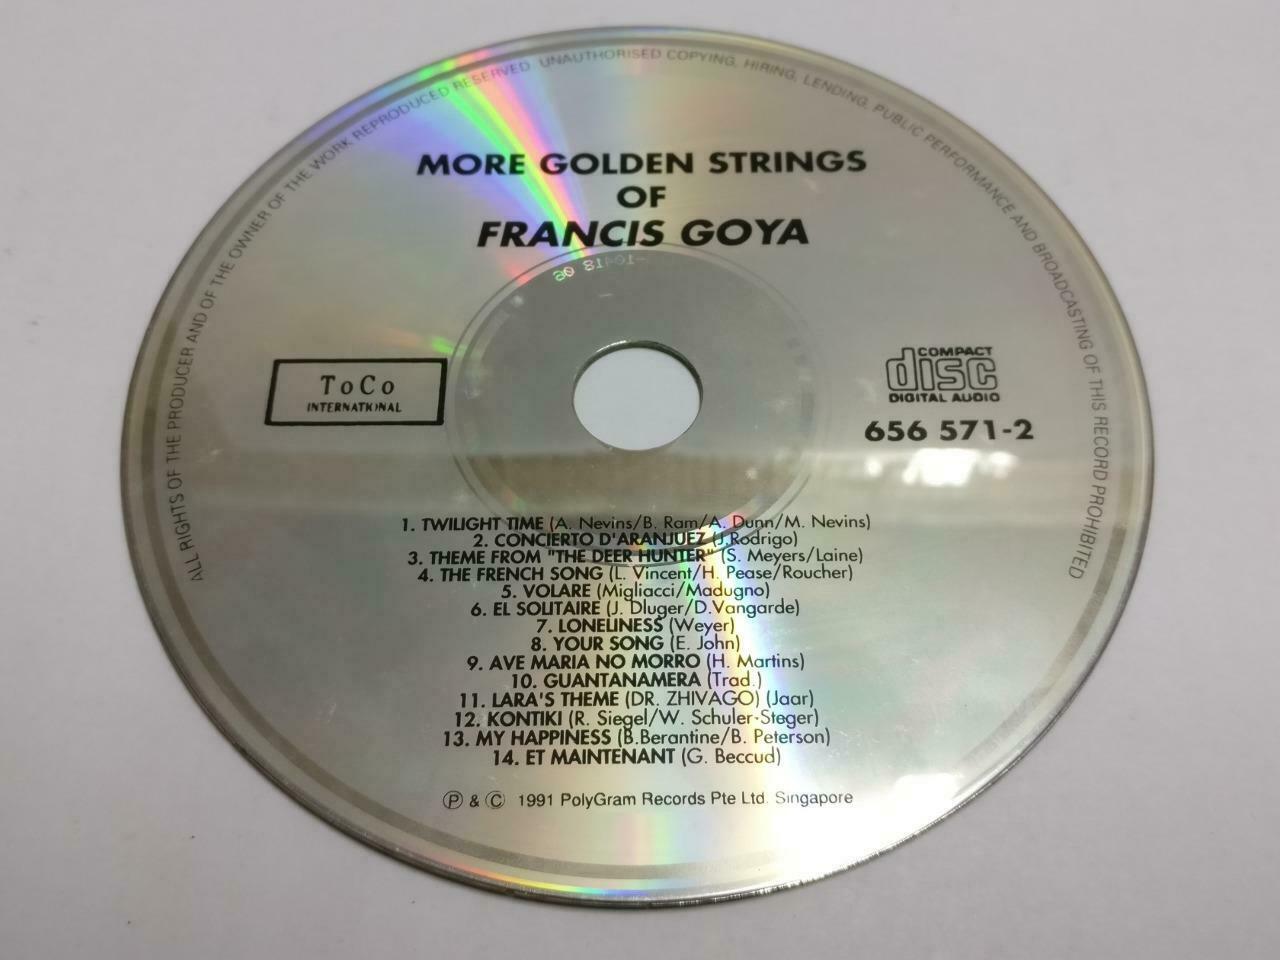 ALL RIGHTS OF THE PRODUCER AND OF THE OWNER OF THE WORK REPRODUCED RESERVED. UNAUTHORISED COPYING, HIRING, LENDING, PUBLIC PERFORMANCE AND BROADCASTING OF THIS RECORD PROHIBITED
MORE GOLDEN STRINGS
OF
FRANCIS GOYA
ToCo
INTERNATIONAL
COMPACT
disc
DIGITAL AUDIO
656 571-2
1. TWILIGHT TIME (A. Nevins/B. Ram/A. Dunn/M. Nevins)
2. CONCIERTO D'ARANJUEZ (J.Rodrigo)
3. THEME FROM "THE DEER HUNTER" (S. Meyers/Laine)
4. THE FRENCH SONG (L. Vincent/H. Pease/Roucher)
5. VOLARE (Migliacci/Madugno)
6. EL SOLITAIRE (J. Dluger/D.Vangarde)
7. LONELINESS (Weyer)
8. YOUR SONG (E. John)
9. AVE MARIA NO MORRO (H. Martins)
10. GUANTANAMERA (Trad.)
11. LARA'S THEME (DR. ZHIVAGO) (Jaar)
12. KONTIKI (R. Siegel/W. Schuler-Steger)
13. MY HAPPINESS (B.Berantine/B. Peterson)
14. ET MAINTENANT (G. Beccud)
℗ & © 1991 PolyGram Records Pte Ltd. Singapore